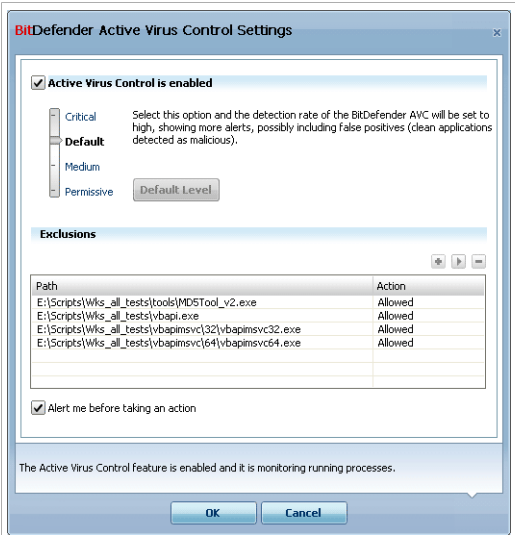 BitDefender Active Virus Control Settings
Active Virus Control is enabled
Critical
Default
Medium
Permissive
Select this option and the detection rate of the BitDefender AVC will be set to
high, showing more alerts, possibly including false positives (clean applications
detected as malicious).
Default Level
Exclusions
Path Action
E:\Scripts\Wks_all_tests\tools\MD5Tool_v2.exe Allowed
E:\Scripts\Wks_all_tests\vbapi.exe Allowed
E:\Scripts\Wks_all_tests\vbapimsvc\32\vbapimsvc32.exe Allowed
E:\Scripts\Wks_all_tests\vbapimsvc\64\vbapimsvc64.exe Allowed
Alert me before taking an action
The Active Virus Control feature is enabled and it is monitoring running processes.
OK Cancel